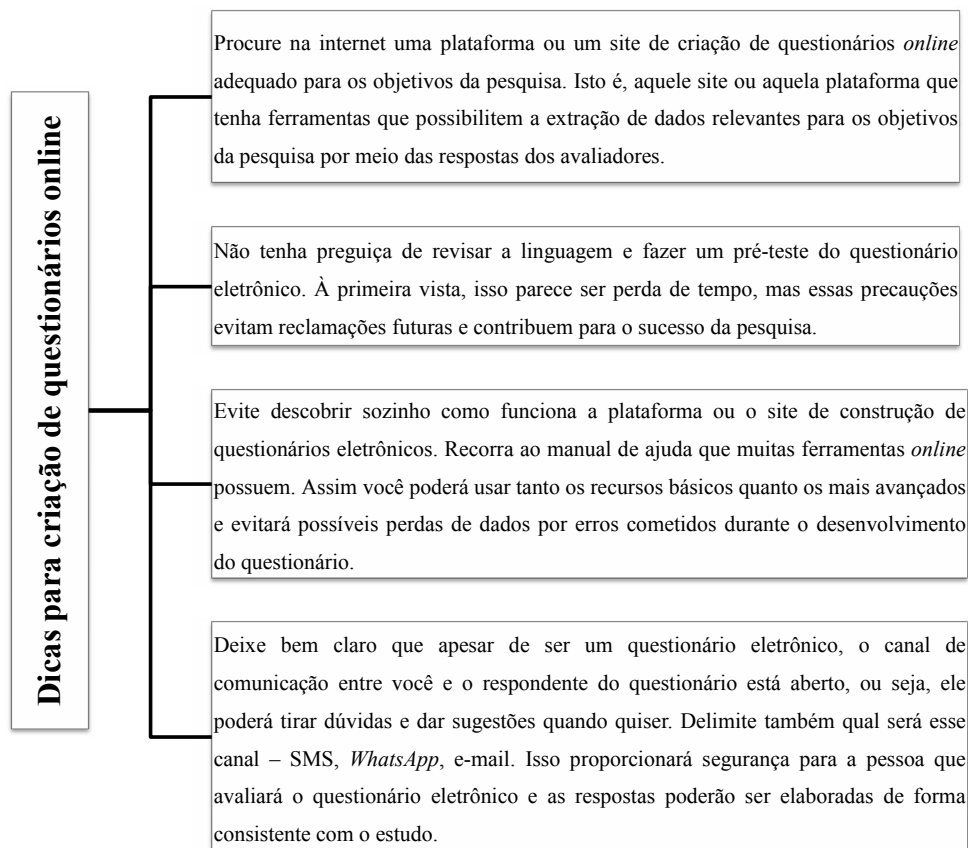 Dicas para criação de questionários online
Procure na internet uma plataforma ou um site de criação de questionários online
adequado para os objetivos da pesquisa. Isto é, aquele site ou aquela plataforma que
tenha ferramentas que possibilitem a extração de dados relevantes para os objetivos
da pesquisa por meio das respostas dos avaliadores.
Não tenha preguiça de revisar a linguagem e fazer um pré-teste do questionário
eletrônico. À primeira vista, isso parece ser perda de tempo, mas essas precauções
evitam reclamações futuras e contribuem para o sucesso da pesquisa.
Evite descobrir sozinho como funciona a plataforma ou o site de construção de
questionários eletrônicos. Recorra ao manual de ajuda que muitas ferramentas online
possuem. Assim você poderá usar tanto os recursos básicos quanto os mais avançados
e evitará possíveis perdas de dados por erros cometidos durante o desenvolvimento
do questionário.
Deixe bem claro que apesar de ser um questionário eletrônico, o canal de
comunicação entre você e o respondente do questionário está aberto, ou seja, ele
poderá tirar dúvidas e dar sugestões quando quiser. Delimite também qual será esse
canal – SMS, WhatsApp, e-mail. Isso proporcionará segurança para a pessoa que
avaliará o questionário eletrônico e as respostas poderão ser elaboradas de forma
consistente com o estudo.